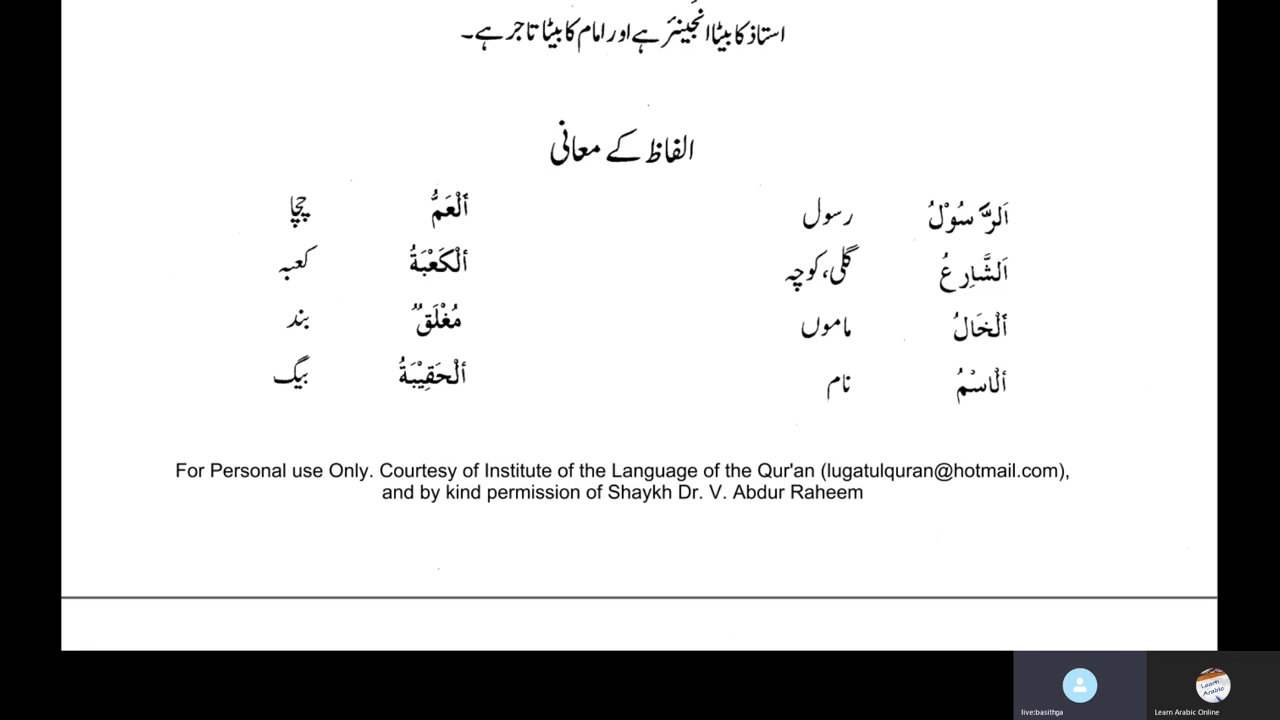 استاذ کا بیٹا انجینئر ہے اور امام کا بیٹا تاجر ہے۔
الفاظ کے معانی
اَلرَّسُوْلُ رسول أَلْعَمُّ چچا
اَلشَّارِعُ گلی، کوچہ أَلْكَعْبَةُ کعبہ
أَلْخَالُ ماموں مُغْلَقٌ بند
أَلْاسْمُ نام أَلْحَقِيْبَةُ بیگ
For Personal use Only. Courtesy of Institute of the Language of the Qur'an (lugatulquran@hotmail.com),
and by kind permission of Shaykh Dr. V. Abdur Raheem
Learn Arabic
live:basithga Learn Arabic Online